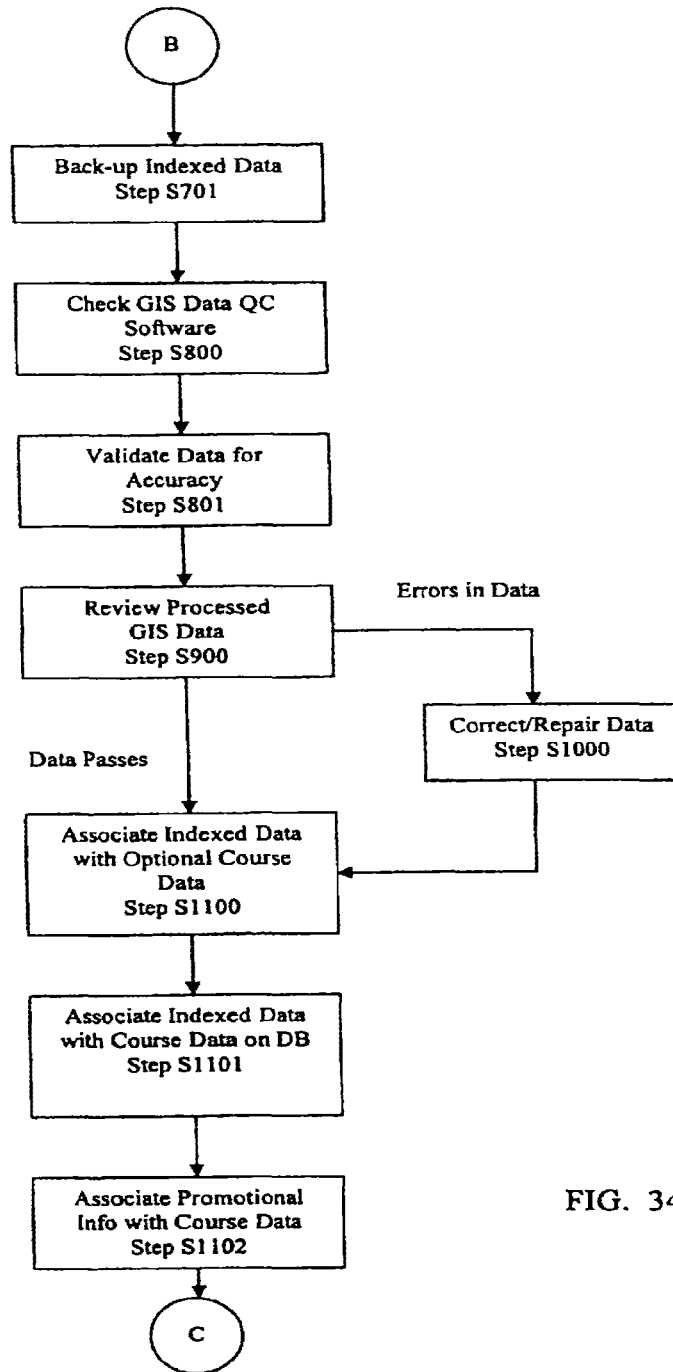 B
Back-up Indexed Data
Step S701
Check GIS Data QC
Software
Step S800
Validate Data for
Accuracy
Step S801
Review Processed
GIS Data
Step S900
Errors in Data
Correct/Repair Data
Step S1000
Data Passes
Associate Indexed Data
with Optional Course
Data
Step S1100
Associate Indexed Data
with Course Data on DB
Step S1101
Associate Promotional
Info with Course Data
Step S1102
FIG. 34
C